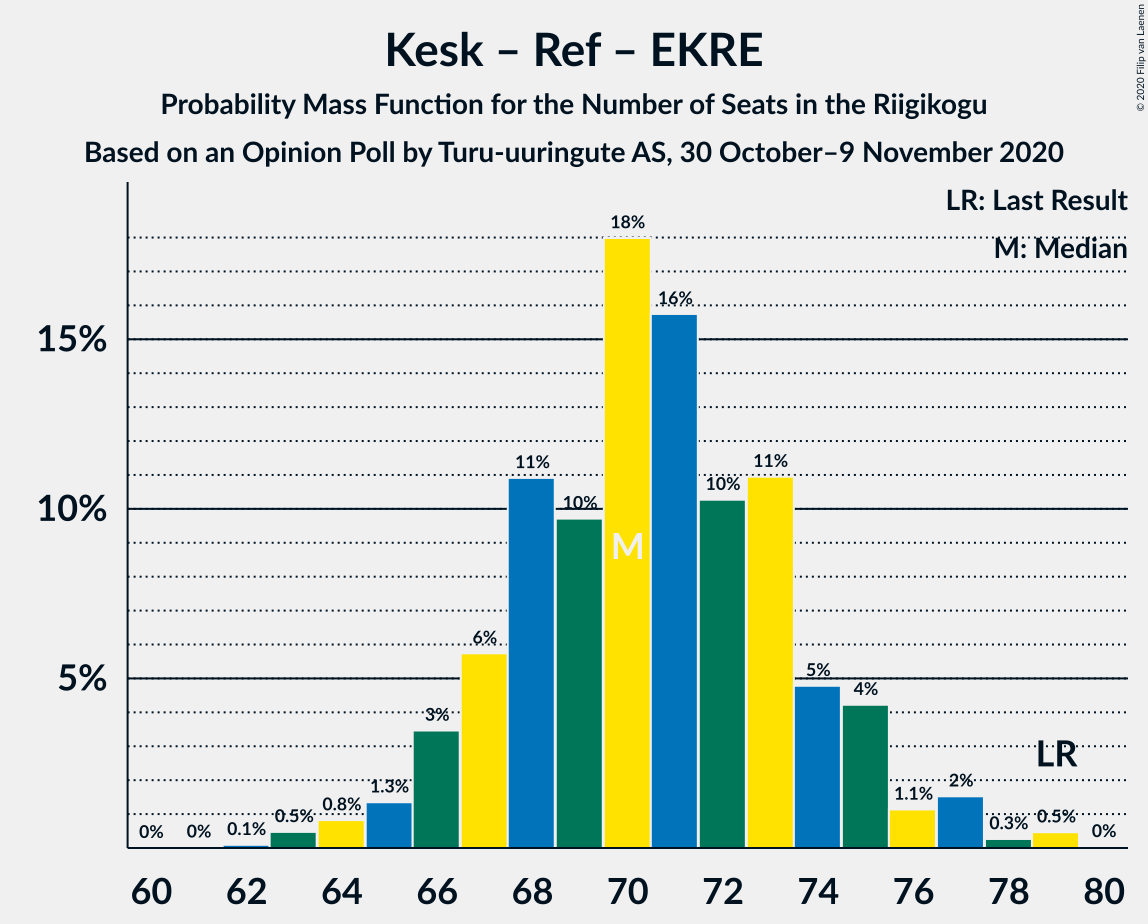 Kesk – Ref – EKRE
Probability Mass Function for the Number of Seats in the Riigikogu
Based on an Opinion Poll by Turu-uuringute AS, 30 October–9 November 2020
© 2020 Filip van Laenen
LR: Last Result
M: Median
15%
10%
5%
0%
0%
0.1%
0.5%
0.8%
1.3%
3%
6%
11%
10%
18%
16%
10%
11%
5%
4%
1.1%
2%
0.3%
0.5%
0%
M
LR
60 62 64 66 68 70 72 74 76 78 80